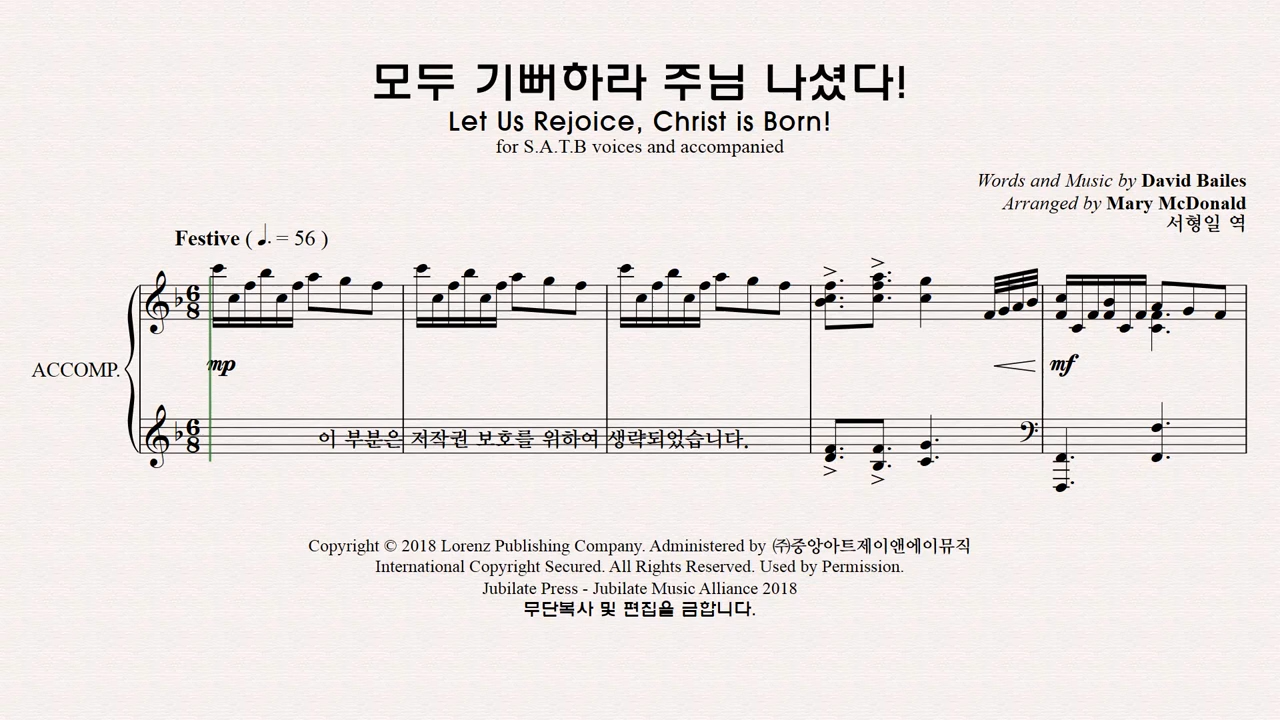 모두 기뻐하라 주님 나셨다!
Let Us Rejoice, Christ is Born!
for S.A.T.B voices and accompanied
Words and Music by David Bailes
Arranged by Mary McDonald
서형일 역
Festive ( ♩. = 56 )
ACCOMP.
mp
mf
이 부분은 저작권 보호를 위하여 생략되었습니다.
Copyright © 2018 Lorenz Publishing Company. Administered by ㈜중앙아트제이앤에이뮤직
International Copyright Secured. All Rights Reserved. Used by Permission.
Jubilate Press - Jubilate Music Alliance 2018
무단복사 및 편집을 금합니다.